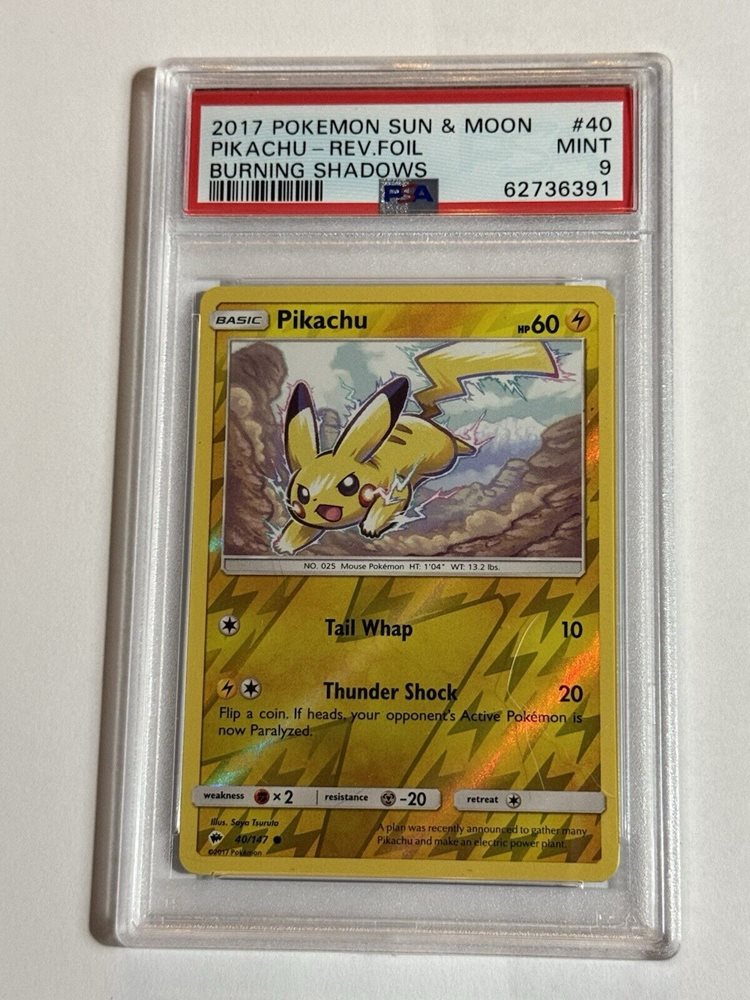 2017 POKEMON SUN & MOON #40
PIKACHU - REV.FOIL MINT
BURNING SHADOWS 9
PSA 62736391
BASIC Pikachu HP60
NO. 025 Mouse Pokémon HT: 1'04" WT: 13.2 lbs.
Tail Whap 10
Thunder Shock 20
Flip a coin. If heads, your opponent's Active Pokémon is
now Paralyzed.
weakness ×2 resistance -20 retreat
Illus. Saya Tsuruta
40/147
©2017 Pokémon
A plan was recently announced to gather many
Pikachu and make an electric power plant.